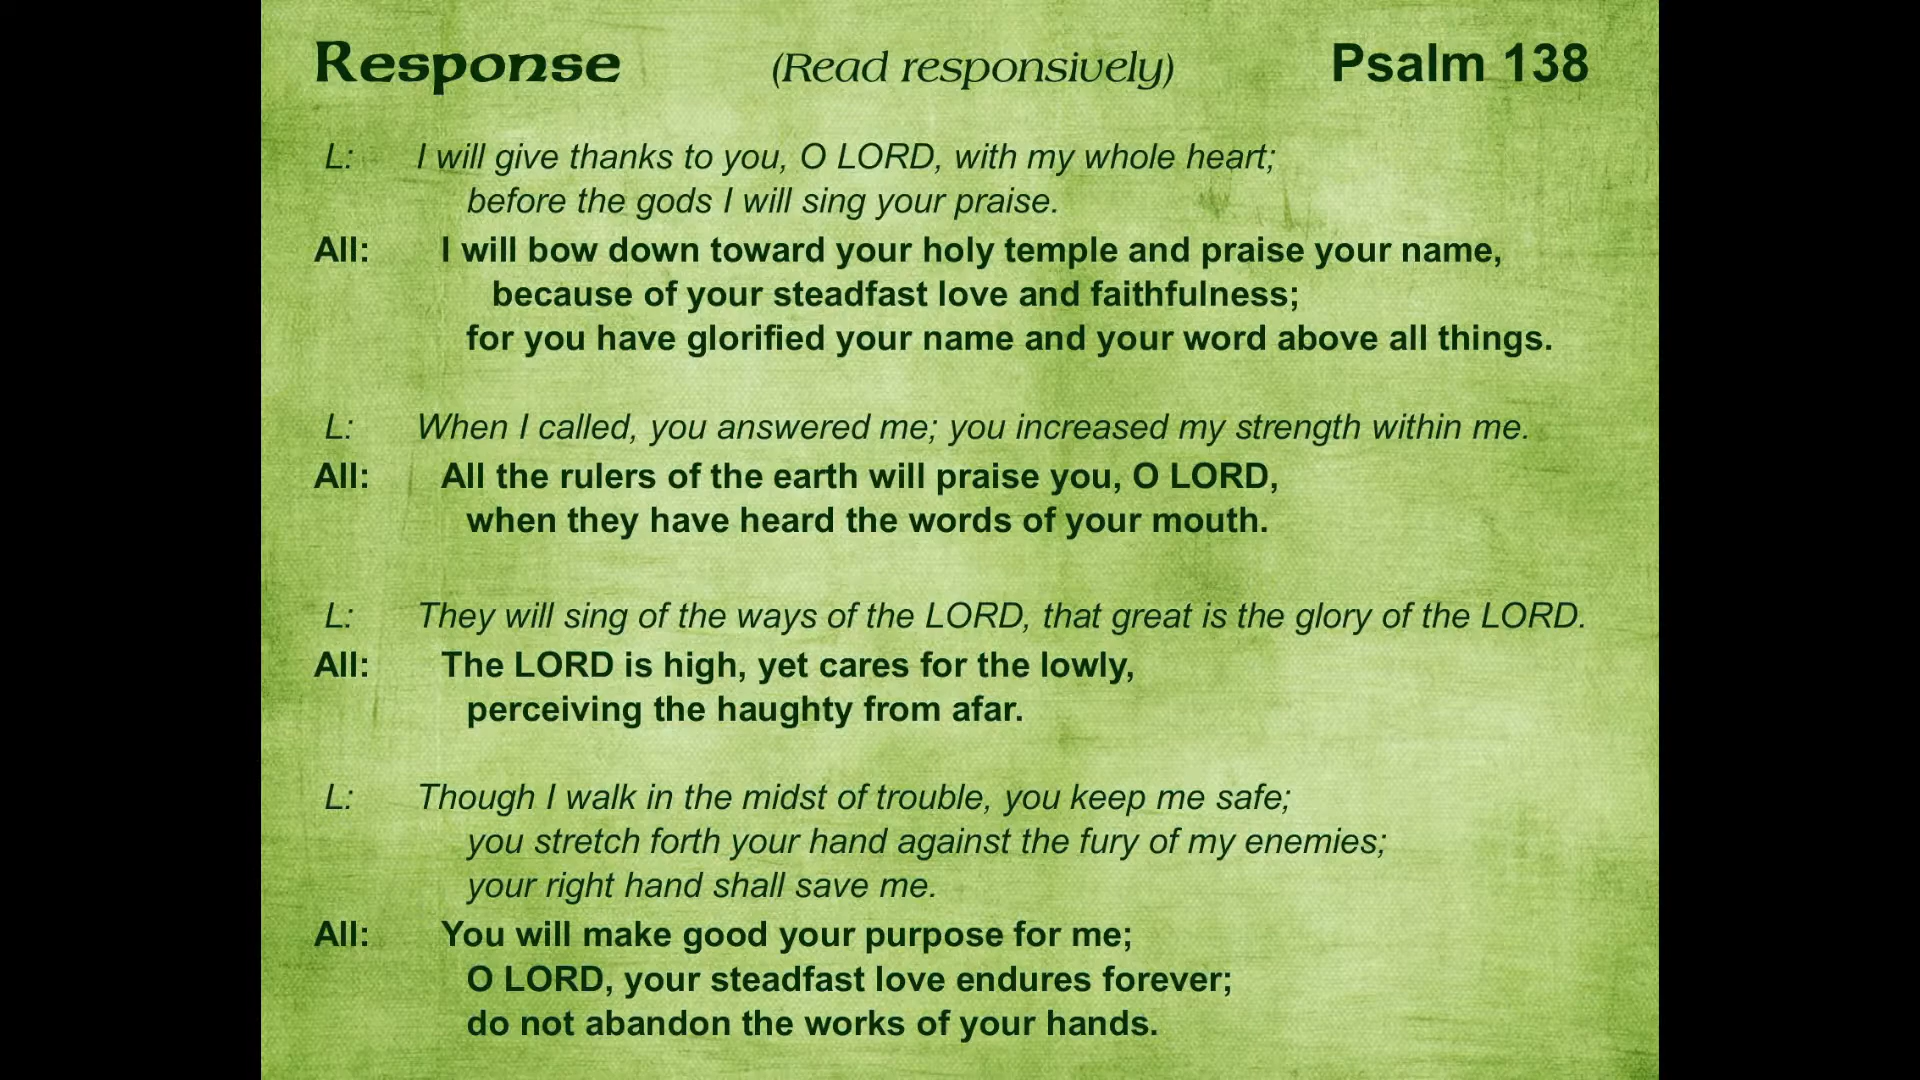 Response (Read responsively) Psalm 138
L: I will give thanks to you, O LORD, with my whole heart;
before the gods I will sing your praise.
All: I will bow down toward your holy temple and praise your name,
because of your steadfast love and faithfulness;
for you have glorified your name and your word above all things.
L: When I called, you answered me; you increased my strength within me.
All: All the rulers of the earth will praise you, O LORD,
when they have heard the words of your mouth.
L: They will sing of the ways of the LORD, that great is the glory of the LORD.
All: The LORD is high, yet cares for the lowly,
perceiving the haughty from afar.
L: Though I walk in the midst of trouble, you keep me safe;
you stretch forth your hand against the fury of my enemies;
your right hand shall save me.
All: You will make good your purpose for me;
O LORD, your steadfast love endures forever;
do not abandon the works of your hands.